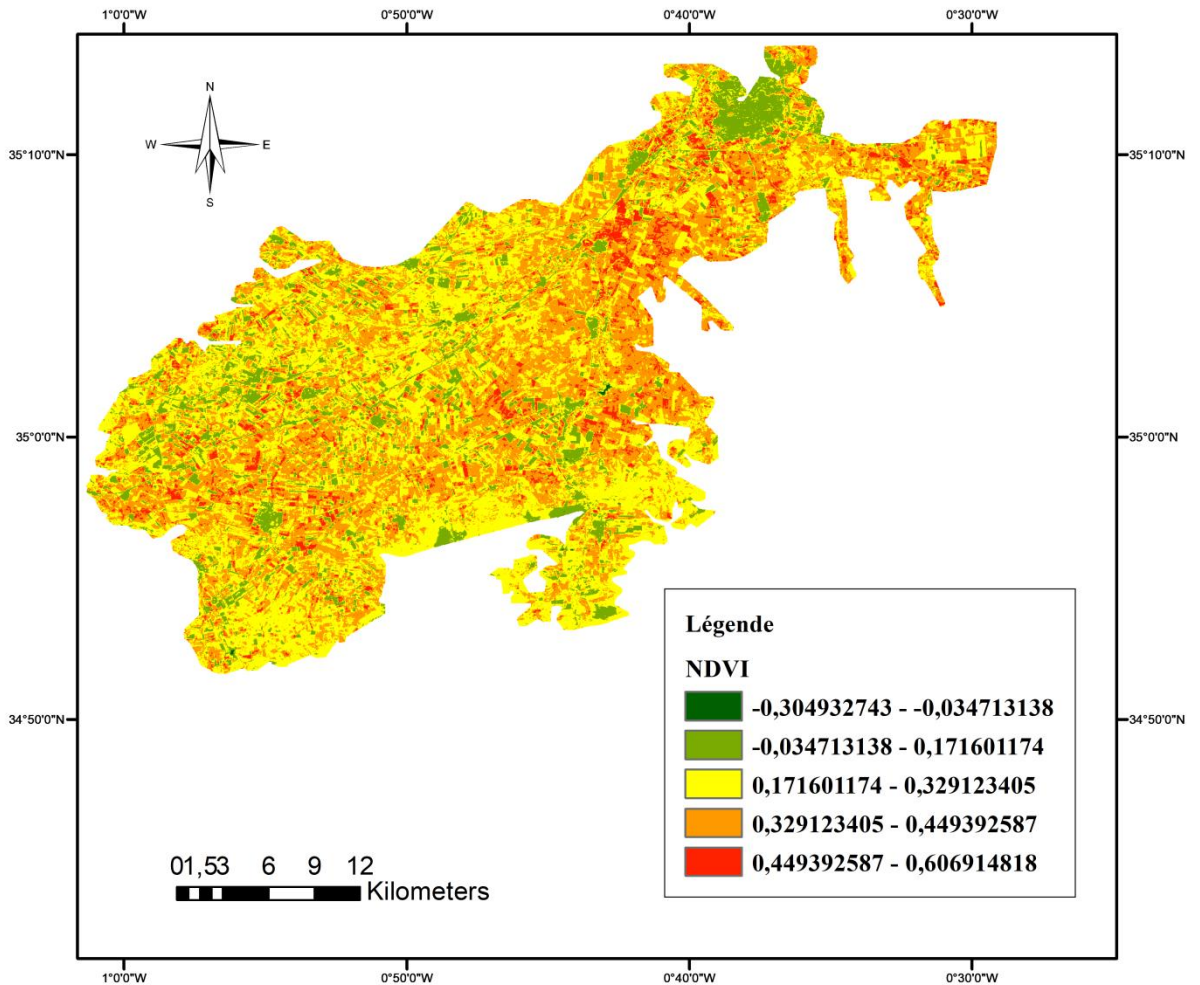 1°0'0"W 0°50'0"W 0°40'0"W 0°30'0"W
N
W E
S
35°10'0"N 35°10'0"N
35°0'0"N 35°0'0"N
34°50'0"N 34°50'0"N
Légende
NDVI
-0,304932743 - -0,034713138
-0,034713138 - 0,171601174
0,171601174 - 0,329123405
0,329123405 - 0,449392587
0,449392587 - 0,606914818
01,53 6 9 12
Kilometers
1°0'0"W 0°50'0"W 0°40'0"W 0°30'0"W